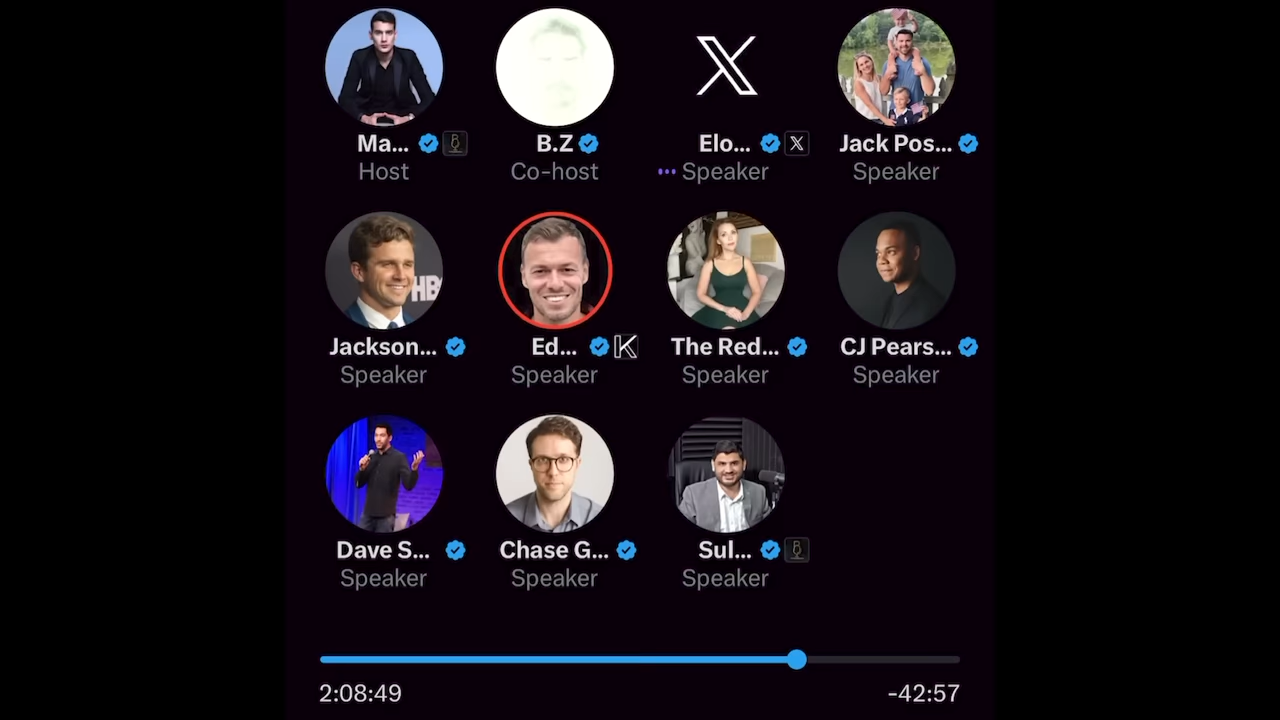 Ma...
Host
B.Z
Co-host
X
Elo...
X
Speaker
Jack Pos...
Speaker
HB
Jackson...
Speaker
Ed...
K
Speaker
The Red...
Speaker
CJ Pears...
Speaker
Dave S...
Speaker
Chase G...
Speaker
Sul...
Speaker
2:08:49
-42:57